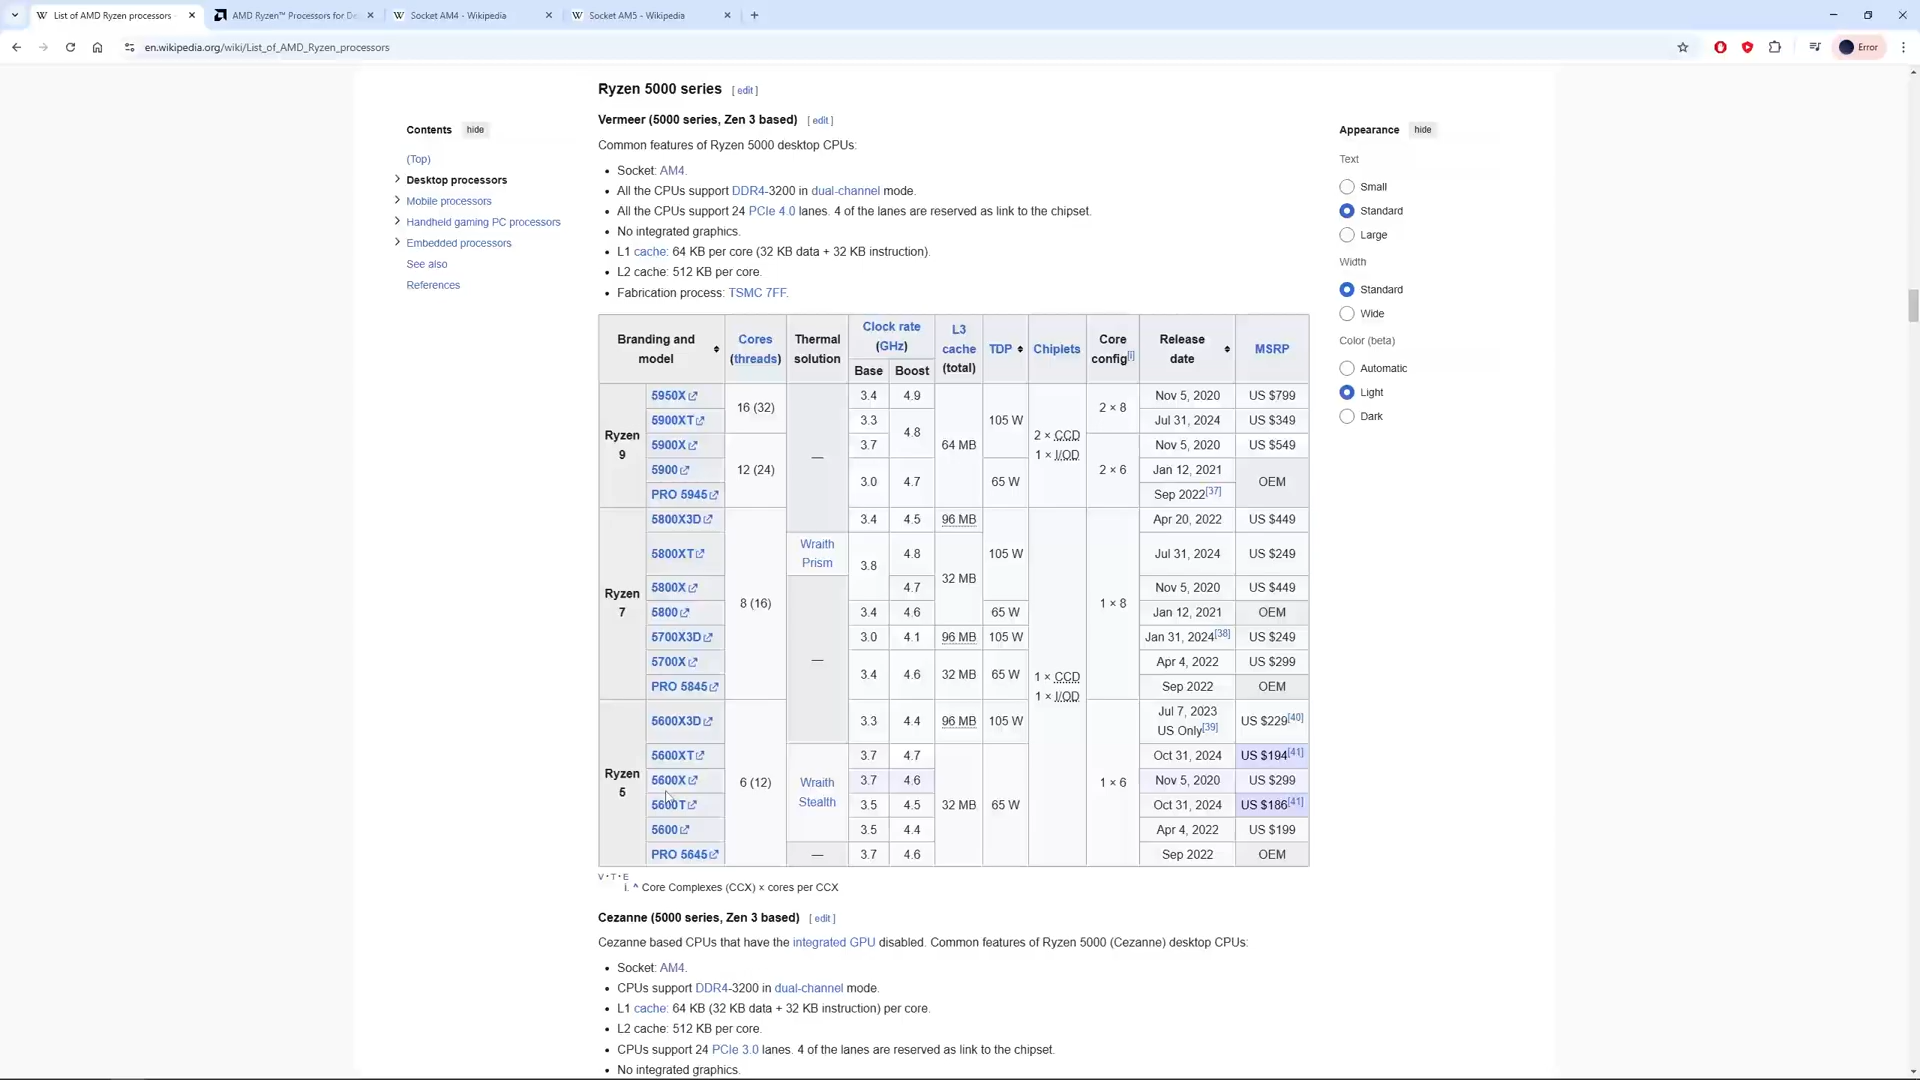 List of AMD Ryzen processors
AMD Ryzen™ Processors for De
Socket AM4 - Wikipedia
Socket AM5 - Wikipedia
en.wikipedia.org/wiki/List_of_AMD_Ryzen_processors
Error
Contents hide
(Top)
Desktop processors
Mobile processors
Handheld gaming PC processors
Embedded processors
See also
References
Ryzen 5000 series [ edit ]
Vermeer (5000 series, Zen 3 based) [ edit ]
Common features of Ryzen 5000 desktop CPUs:
• Socket: AM4.
• All the CPUs support DDR4-3200 in dual-channel mode.
• All the CPUs support 24 PCIe 4.0 lanes. 4 of the lanes are reserved as link to the chipset.
• No integrated graphics.
• L1 cache: 64 KB per core (32 KB data + 32 KB instruction).
• L2 cache: 512 KB per core.
• Fabrication process: TSMC 7FF.
Branding and model Cores (threads) Thermal solution Clock rate (GHz) L3 cache (total) TDP Chiplets Core config[i] Release date MSRP
Base Boost
Ryzen 9 5950X 16 (32) — 3.4 4.9 64 MB 105 W 2 × CCD 1 × I/OD 2 × 8 Nov 5, 2020 US $799
5900XT 3.3 4.8 Jul 31, 2024 US $349
5900X 12 (24) 3.7 2 × 6 Nov 5, 2020 US $549
5900 3.0 4.7 65 W Jan 12, 2021 OEM
PRO 5945 Sep 2022[37]
Ryzen 7 5800X3D 8 (16) 3.4 4.5 96 MB 105 W 1 × CCD 1 × I/OD 1 × 8 Apr 20, 2022 US $449
5800XT Wraith Prism 3.8 4.8 32 MB Jul 31, 2024 US $249
5800X — 4.7 Nov 5, 2020 US $449
5800 3.4 4.6 65 W Jan 12, 2021 OEM
5700X3D 3.0 4.1 96 MB 105 W Jan 31, 2024[38] US $249
5700X 3.4 4.6 32 MB 65 W Apr 4, 2022 US $299
PRO 5845 Sep 2022 OEM
Ryzen 5 5600X3D 6 (12) 3.3 4.4 96 MB 105 W 1 × 6 Jul 7, 2023 US Only[39] US $229[40]
5600XT Wraith Stealth 3.7 4.7 32 MB 65 W Oct 31, 2024 US $194[41]
5600X 3.7 4.6 Nov 5, 2020 US $299
5600T 3.5 4.5 Oct 31, 2024 US $186[41]
5600 3.5 4.4 Apr 4, 2022 US $199
PRO 5645 — 3.7 4.6 Sep 2022 OEM
V · T · E
i. ^ Core Complexes (CCX) × cores per CCX
Cezanne (5000 series, Zen 3 based) [ edit ]
Cezanne based CPUs that have the integrated GPU disabled. Common features of Ryzen 5000 (Cezanne) desktop CPUs:
• Socket: AM4.
• CPUs support DDR4-3200 in dual-channel mode.
• L1 cache: 64 KB (32 KB data + 32 KB instruction) per core.
• L2 cache: 512 KB per core.
• CPUs support 24 PCIe 3.0 lanes. 4 of the lanes are reserved as link to the chipset.
• No integrated graphics.
Appearance hide
Text
Small
Standard
Large
Width
Standard
Wide
Color (beta)
Automatic
Light
Dark